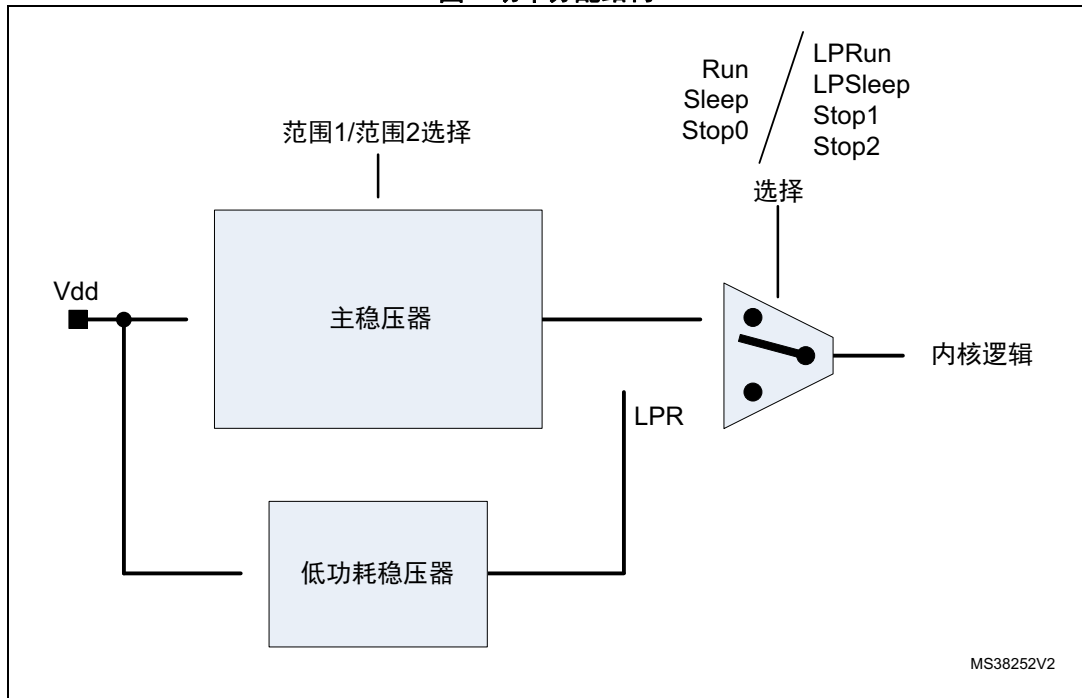 Run
Sleep
Stop0
LPRun
LPSleep
Stop1
Stop2
范围1/范围2选择
选择
Vdd
主稳压器
内核逻辑
LPR
低功耗稳压器
MS38252V2